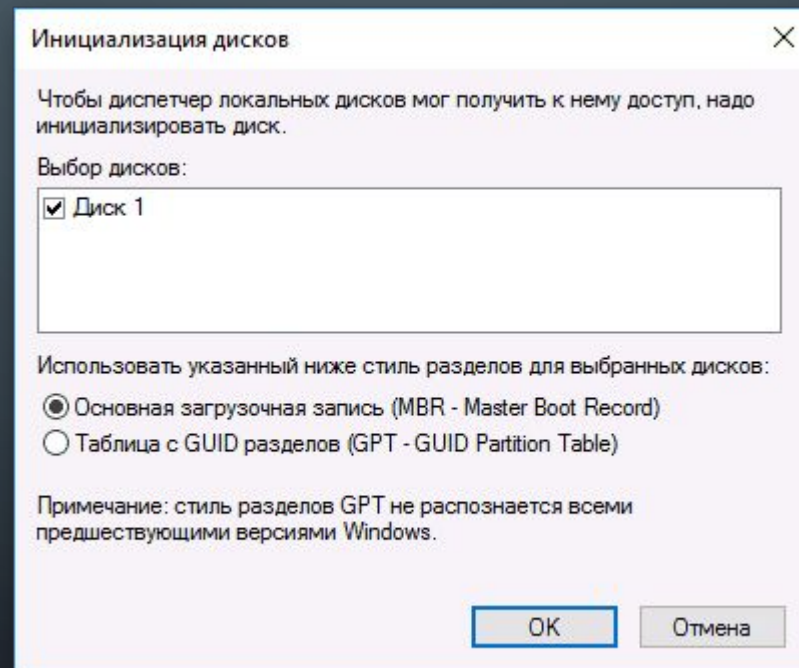 Инициализация дисков
Чтобы диспетчер локальных дисков мог получить к нему доступ, надо
инициализировать диск.
Выбор дисков:
Диск 1
Использовать указанный ниже стиль разделов для выбранных дисков:
Основная загрузочная запись (MBR - Master Boot Record)
Таблица с GUID разделов (GPT - GUID Partition Table)
Примечание: стиль разделов GPT не распознается всеми
предшествующими версиями Windows.
OK Отмена